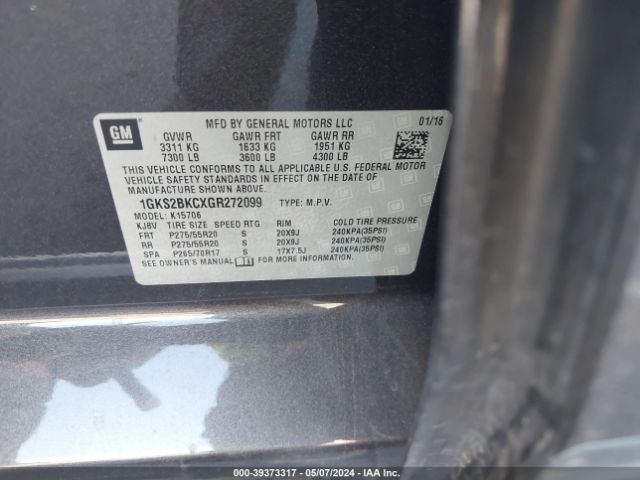 GM
MFD BY GENERAL MOTORS LLC 01/16
GVWR GAWR FRT GAWR RR
3311 KG 1633 KG 1951 KG
7300 LB 3600 LB 4300 LB
THIS VEHICLE CONFORMS TO ALL APPLICABLE U.S. FEDERAL MOTOR
VEHICLE SAFETY STANDARDS IN EFFECT ON THE DATE OF
MANUFACTURE SHOWN ABOVE.
1GKS2BKCXGR272099 TYPE: M.P.V.
MODEL: K15706
KJBV TIRE SIZE SPEED RTG RIM COLD TIRE PRESSURE
FRT P275/55R20 S 20X9J 240KPA(35PSI)
RR P275/55R20 S 20X9J 240KPA(35PSI)
SPA P265/70R17 S 17X7.5J 240KPA(35PSI)
SEE OWNER'S MANUAL FOR MORE INFORMATION.
000-39373317 - 05/07/2024 - IAA Inc.